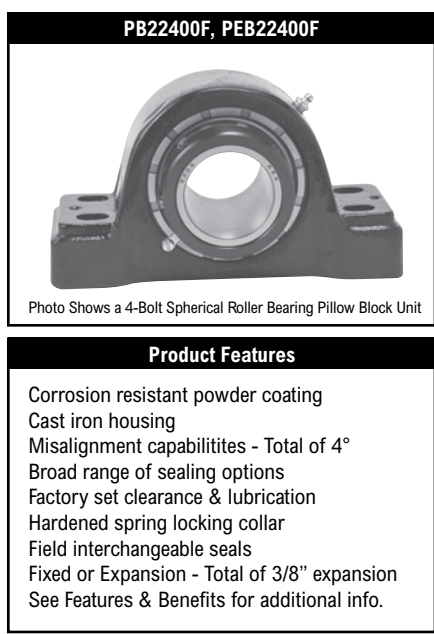 PB22400F, PEB22400F
Photo Shows a 4-Bolt Spherical Roller Bearing Pillow Block Unit
Product Features
Corrosion resistant powder coating
Cast iron housing
Misalignment capabilitites - Total of 4°
Broad range of sealing options
Factory set clearance & lubrication
Hardened spring locking collar
Field interchangeable seals
Fixed or Expansion - Total of 3/8” expansion
See Features & Benefits for additional info.